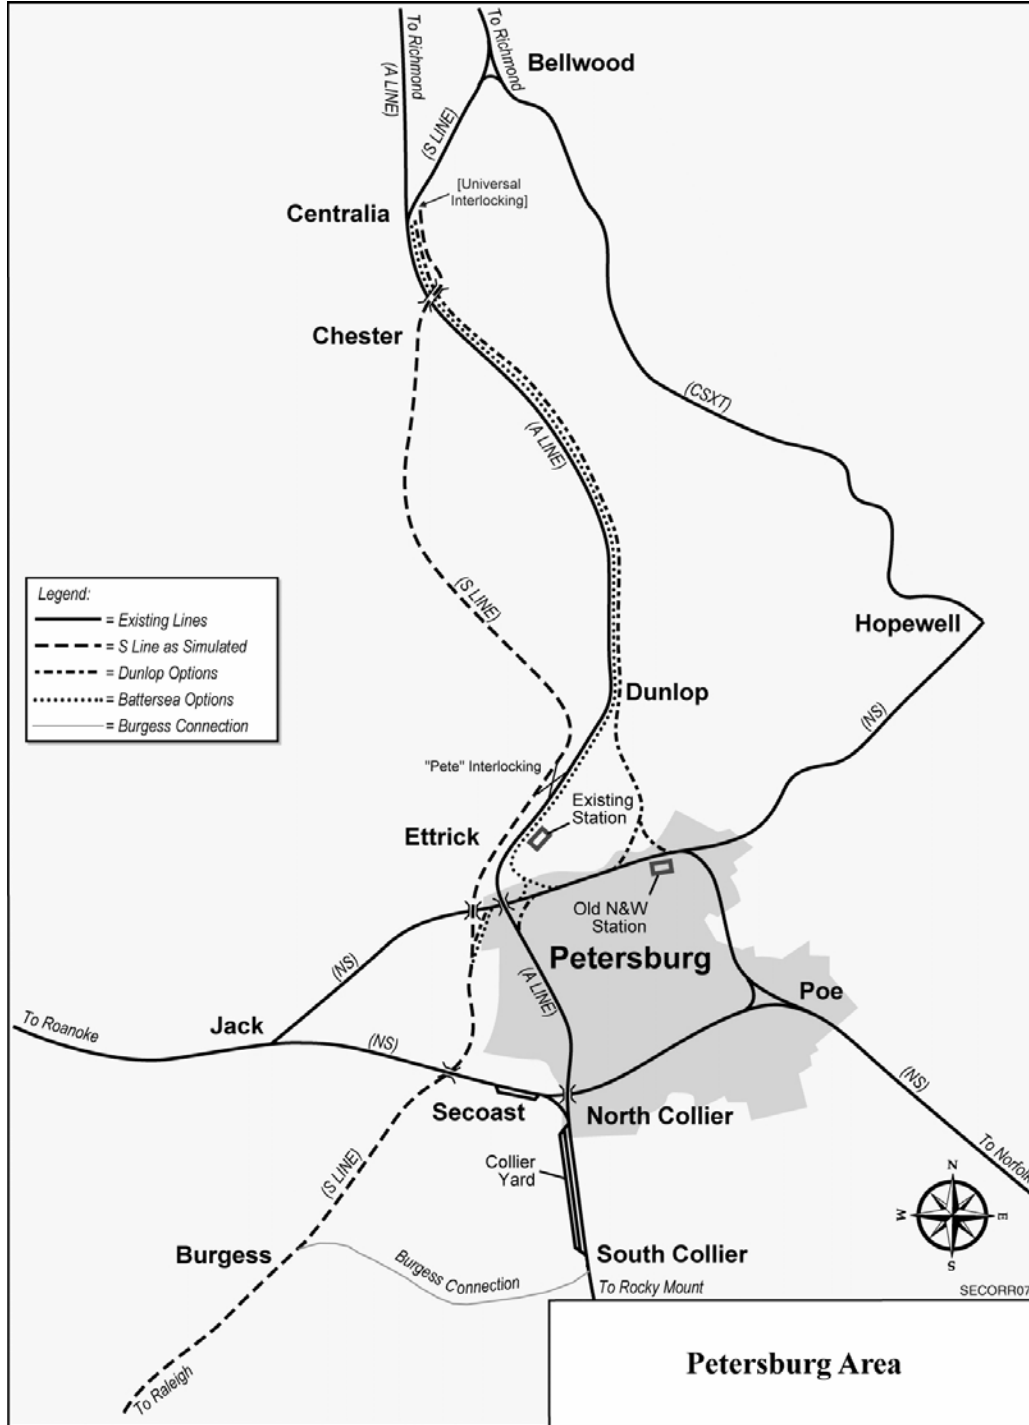 To Richmond
(A LINE)
To Richmond
Bellwood
(S LINE)
[Universal
Interlocking]
Centralia
Chester
(CSXT)
(A LINE)
Legend:
= Existing Lines
= S Line as Simulated
= Dunlop Options
= Battersea Options
= Burgess Connection
(S LINE)
Hopewell
Dunlop
(NS)
"Pete" Interlocking
Existing
Station
Ettrick
Old N&W
Station
Petersburg
(NS)
(A LINE)
Poe
To Roanoke
Jack
(NS)
(NS)
Secoast
North Collier
To Norfolk
Collier
Yard
(S LINE)
N
W
E
S
Burgess
South Collier
Burgess Connection
To Rocky Mount
SECORR07
Petersburg Area
To Raleigh